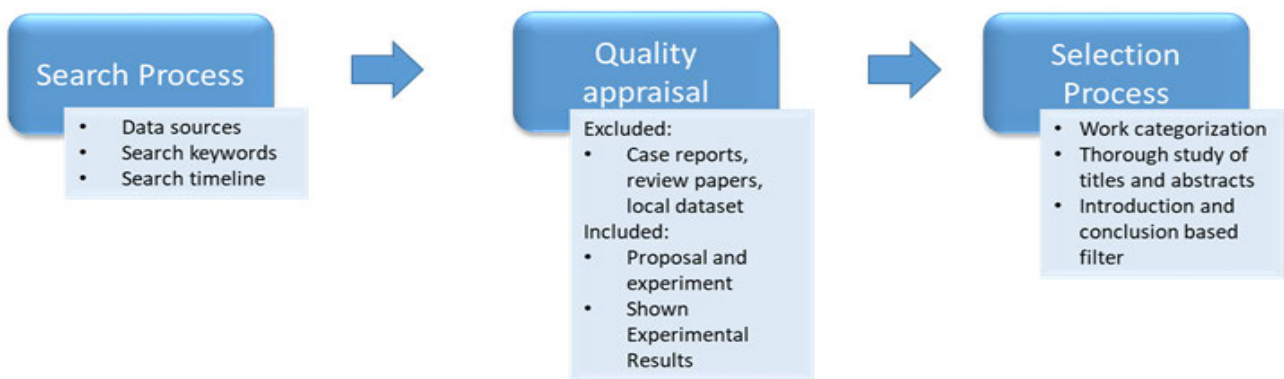 Search Process
• Data sources
• Search keywords
• Search timeline
Quality
appraisal
Excluded:
• Case reports,
review papers,
local dataset
Included:
• Proposal and
experiment
• Shown
Experimental
Results
Selection
Process
• Work categorization
• Thorough study of
titles and abstracts
• Introduction and
conclusion based
filter